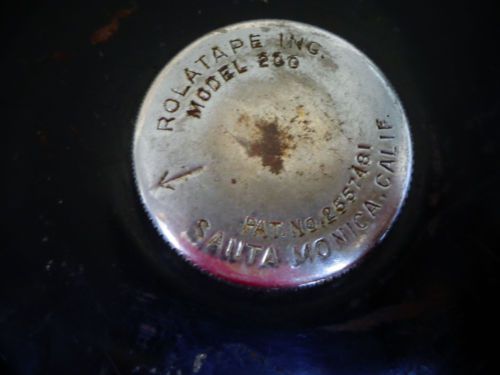 ROLATAPE INC.
MODEL 200
PAT. NO. 2557481
SANTA MONICA, CALIF.